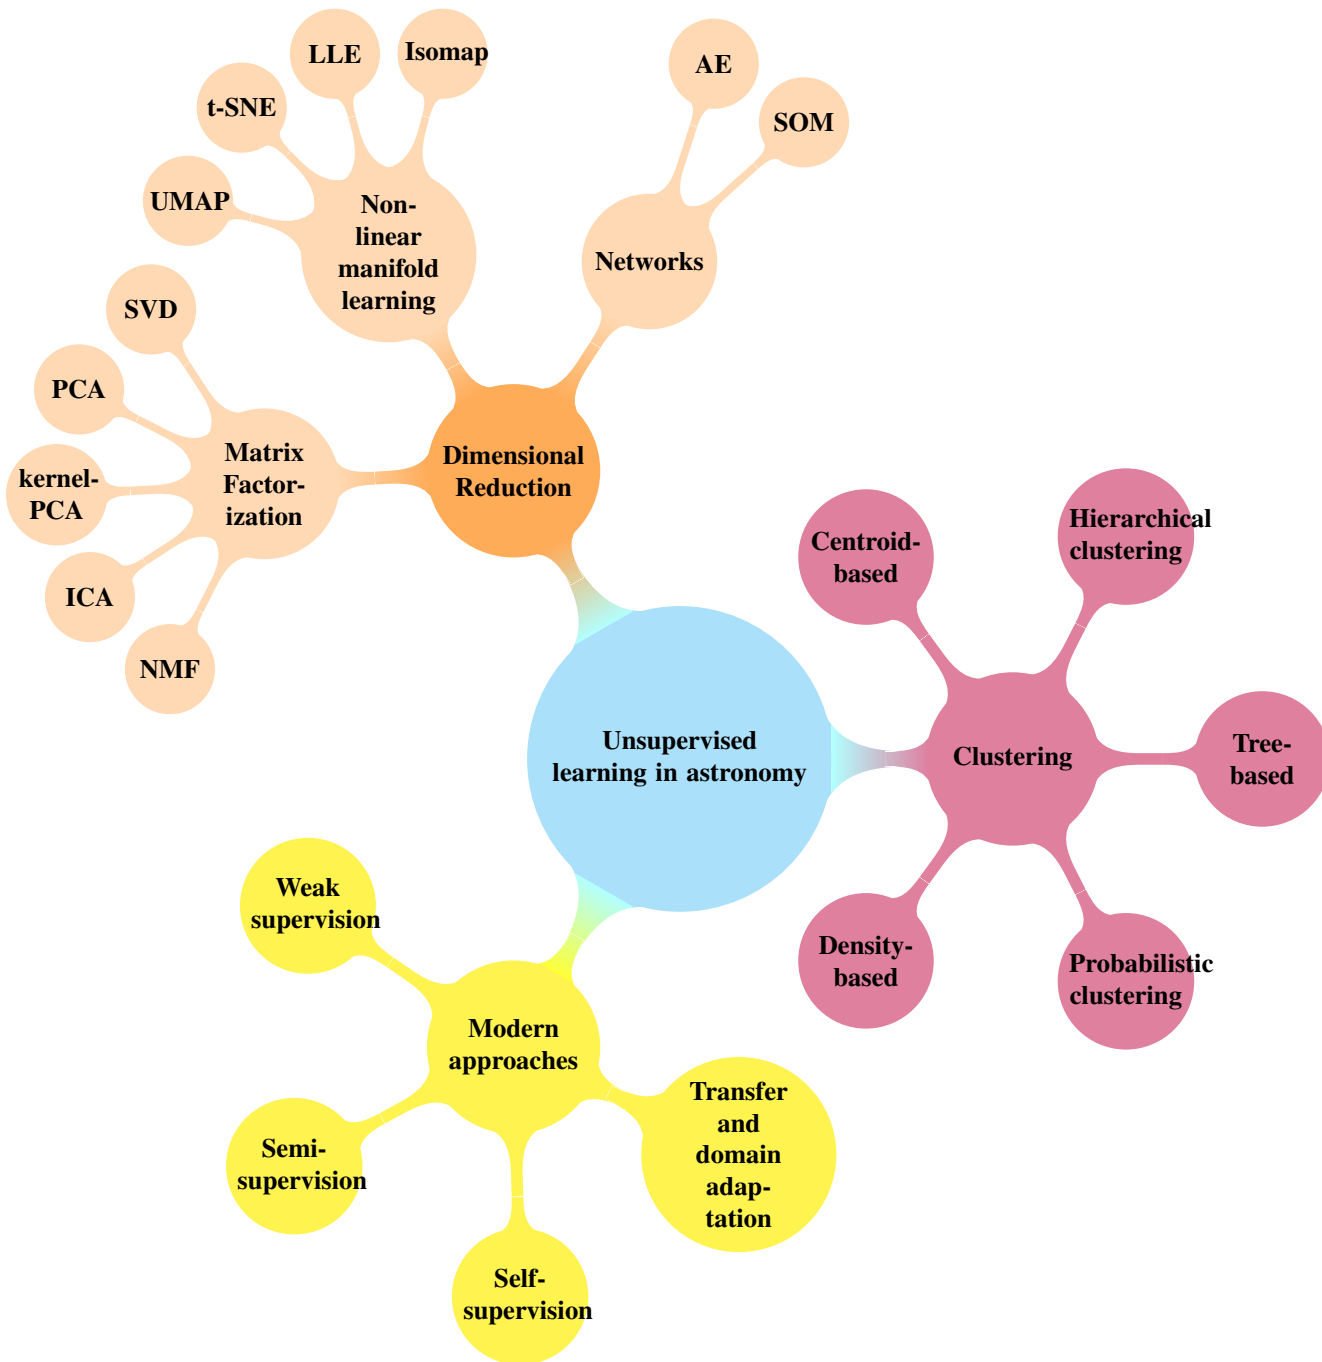 LLE
Isomap
AE
t-SNE
SOM
UMAP
Non-
linear
manifold
learning
Networks
SVD
PCA
kernel-
PCA
Matrix
Factor-
ization
Dimensional
Reduction
ICA
NMF
Centroid-
based
Hierarchical
clustering
Unsupervised
learning in astronomy
Clustering
Tree-
based
Weak
supervision
Density-
based
Probabilistic
clustering
Modern
approaches
Transfer
and
domain
adap-
tation
Semi-
supervision
Self-
supervision